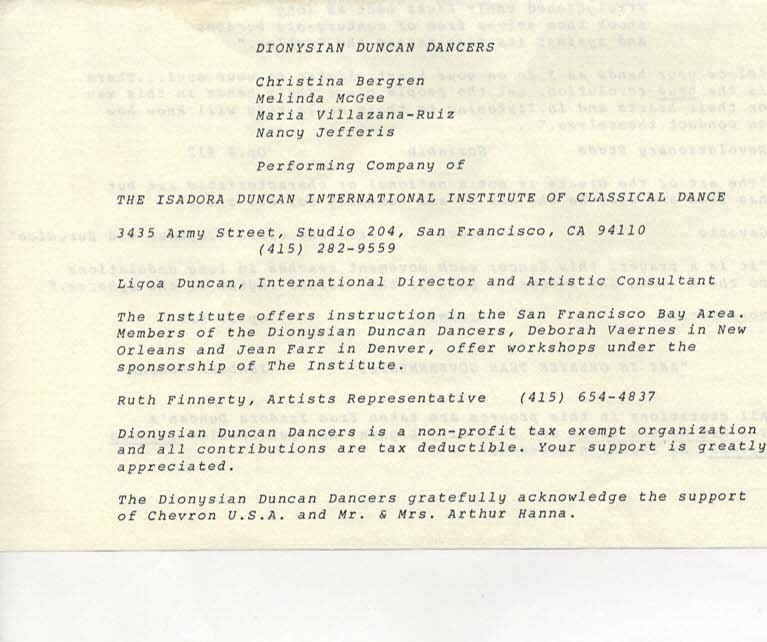 DIONYSIAN DUNCAN DANCERS
Christina Bergren
Melinda McGee
Maria Villazana-Ruiz
Nancy Jefferis
Performing Company of
THE ISADORA DUNCAN INTERNATIONAL INSTITUTE OF CLASSICAL DANCE
3435 Army Street, Studio 204, San Francisco, CA 94110
(415) 282-9559
Ligoa Duncan, International Director and Artistic Consultant
The Institute offers instruction in the San Francisco Bay Area.
Members of the Dionysian Duncan Dancers, Deborah Vaernes in New
Orleans and Jean Farr in Denver, offer workshops under the
sponsorship of The Institute.
Ruth Finnerty, Artists Representative (415) 654-4837
Dionysian Duncan Dancers is a non-profit tax exempt organization
and all contributions are tax deductible. Your support is greatly
appreciated.
The Dionysian Duncan Dancers gratefully acknowledge the support
of Chevron U.S.A. and Mr. & Mrs. Arthur Hanna.